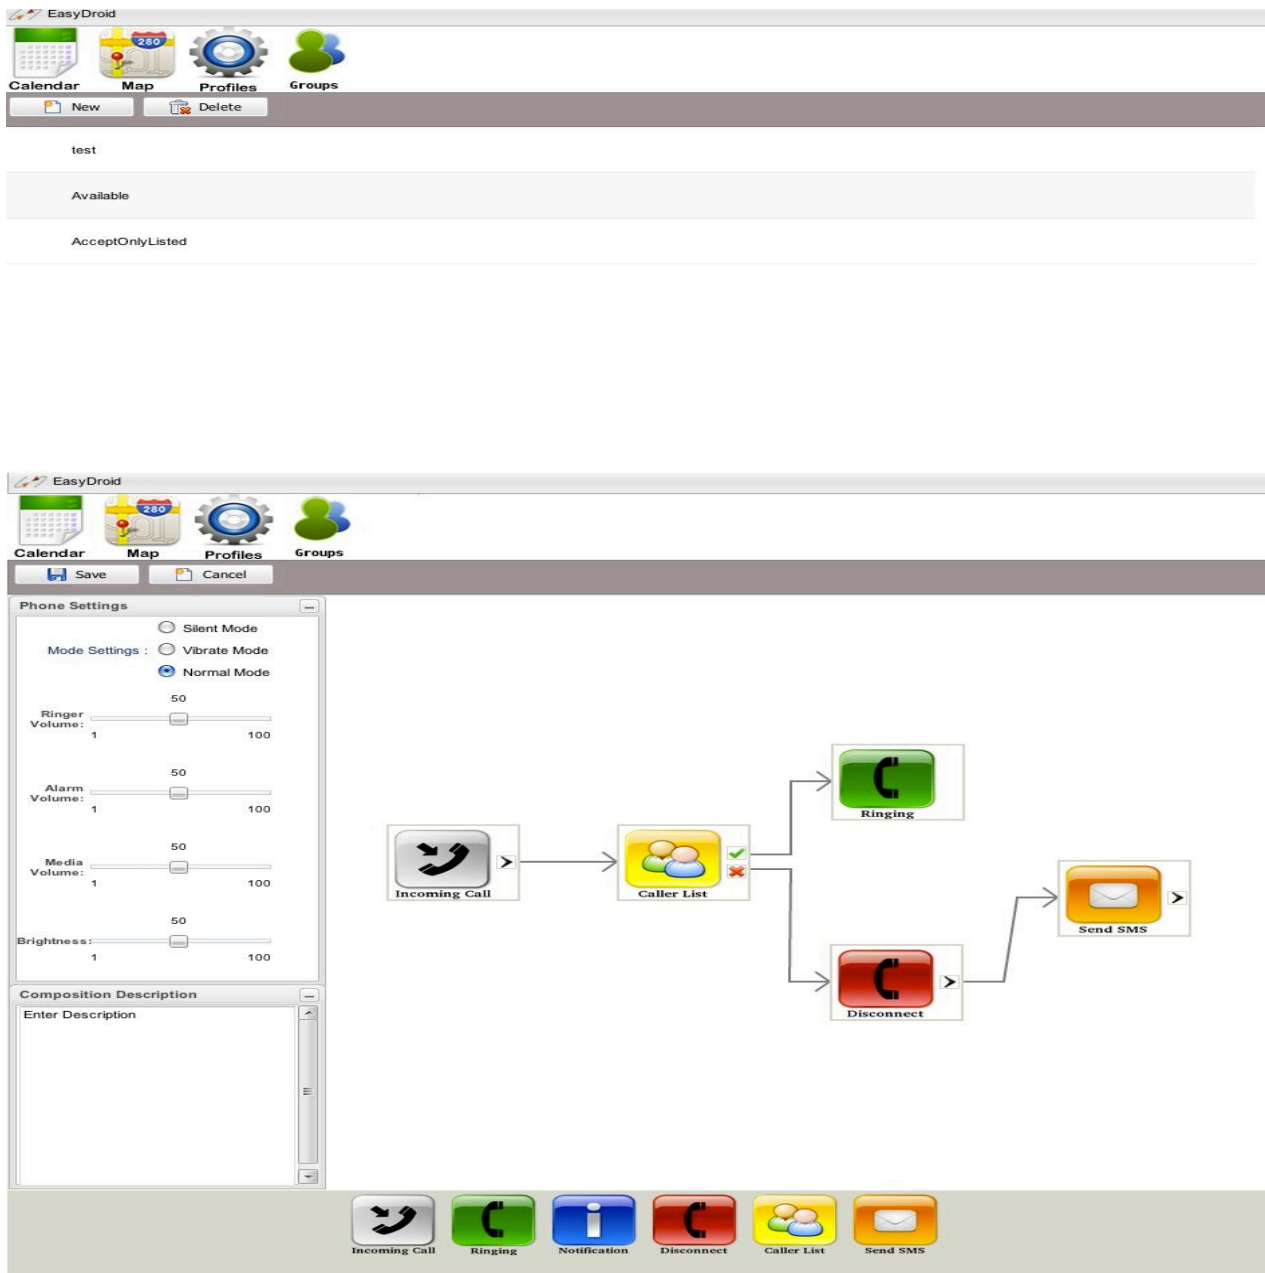 EasyDroid
280
Calendar Map Profiles Groups
New Delete
test
Available
AcceptOnlyListed
EasyDroid
280
Calendar Map Profiles Groups
Save Cancel
Phone Settings
Silent Mode
Mode Settings : Vibrate Mode
Normal Mode
50
Ringer
Volume:
1 100
50
Alarm
Volume:
1 100
50
Media
Volume:
1 100
50
Brightness:
1 100
Composition Description
Enter Description
Ringing
Incoming Call
Caller List
Send SMS
Disconnect
Incoming Call Ringing Notification Disconnect Caller List Send SMS